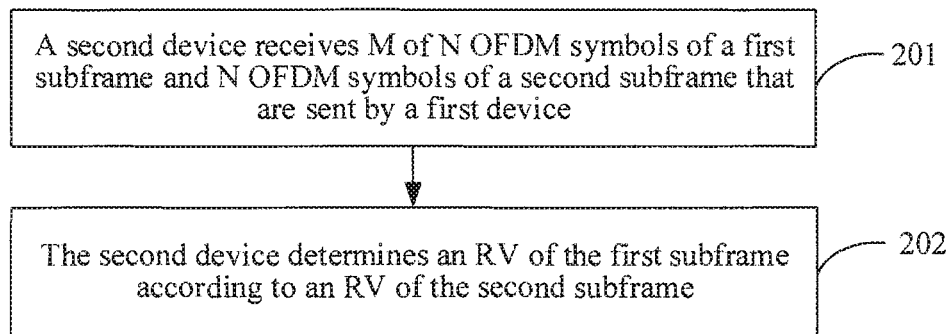 A second device receives M of N OFDM symbols of a first
subframe and N OFDM symbols of a second subframe that
are sent by a first device
201
The second device determines an RV of the first subframe
according to an RV of the second subframe
202